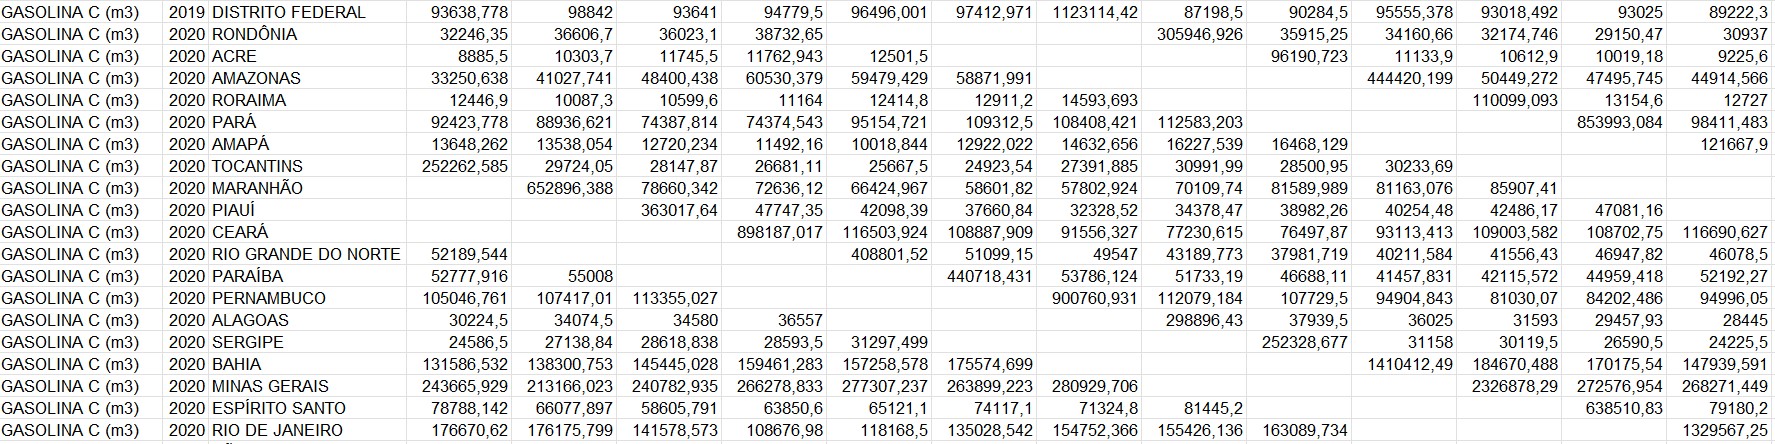 GASOLINA C (m3) 2019 DISTRITO FEDERAL 93638,778 98842 93641 94779,5 96496,001 97412,971 1123114,42 87198,5 90284,5 95555,378 93018,492 93025 89222,3
GASOLINA C (m3) 2020 RONDÔNIA 32246,35 36606,7 36023,1 38732,65 305946,926 35915,25 34160,66 32174,746 29150,47 30937
GASOLINA C (m3) 2020 ACRE 8885,5 10303,7 11745,5 11762,943 12501,5 96190,723 11133,9 10612,9 10019,18 9225,6
GASOLINA C (m3) 2020 AMAZONAS 33250,638 41027,741 48400,438 60530,379 59479,429 58871,991 444420,199 50449,272 47495,745 44914,566
GASOLINA C (m3) 2020 RORAIMA 12446,9 10087,3 10599,6 11164 12414,8 12911,2 14593,693 110099,093 13154,6 12727
GASOLINA C (m3) 2020 PARÁ 92423,778 88936,621 74387,814 74374,543 95154,721 109312,5 108408,421 112583,203 853993,084 98411,483
GASOLINA C (m3) 2020 AMAPÁ 13648,262 13538,054 12720,234 11492,16 10018,844 12922,022 14632,656 16227,539 16468,129 121667,9
GASOLINA C (m3) 2020 TOCANTINS 252262,585 29724,05 28147,87 26681,11 25667,5 24923,54 27391,885 30991,99 28500,95 30233,69
GASOLINA C (m3) 2020 MARANHÃO 652896,388 78660,342 72636,12 66424,967 58601,82 57802,924 70109,74 81589,989 81163,076 85907,41
GASOLINA C (m3) 2020 PIAUÍ 363017,64 47747,35 42098,39 37660,84 32328,52 34378,47 38982,26 40254,48 42486,17 47081,16
GASOLINA C (m3) 2020 CEARÁ 898187,017 116503,924 108887,909 91556,327 77230,615 76497,87 93113,413 109003,582 108702,75 116690,627
GASOLINA C (m3) 2020 RIO GRANDE DO NORTE 52189,544 408801,52 51099,15 49547 43189,773 37981,719 40211,584 41556,43 46947,82 46078,5
GASOLINA C (m3) 2020 PARAÍBA 52777,916 55008 440718,431 53786,124 51733,19 46688,11 41457,831 42115,572 44959,418 52192,27
GASOLINA C (m3) 2020 PERNAMBUCO 105046,761 107417,01 113355,027 900760,931 112079,184 107729,5 94904,843 81030,07 84202,486 94996,05
GASOLINA C (m3) 2020 ALAGOAS 30224,5 34074,5 34580 36557 298896,43 37939,5 36025 31593 29457,93 28445
GASOLINA C (m3) 2020 SERGIPE 24586,5 27138,84 28618,838 28593,5 31297,499 252328,677 31158 30119,5 26590,5 24225,5
GASOLINA C (m3) 2020 BAHIA 131586,532 138300,753 145445,028 159461,283 157258,578 175574,699 1410412,49 184670,488 170175,54 147939,591
GASOLINA C (m3) 2020 MINAS GERAIS 243665,929 213166,023 240782,935 266278,833 277307,237 263899,223 280929,706 2326878,29 272576,954 268271,449
GASOLINA C (m3) 2020 ESPÍRITO SANTO 78788,142 66077,897 58605,791 63850,6 65121,1 74117,1 71324,8 81445,2 638510,83 79180,2
GASOLINA C (m3) 2020 RIO DE JANEIRO 176670,62 176175,799 141578,573 108676,98 118168,5 135028,542 154752,366 155426,136 163089,734 1329567,25